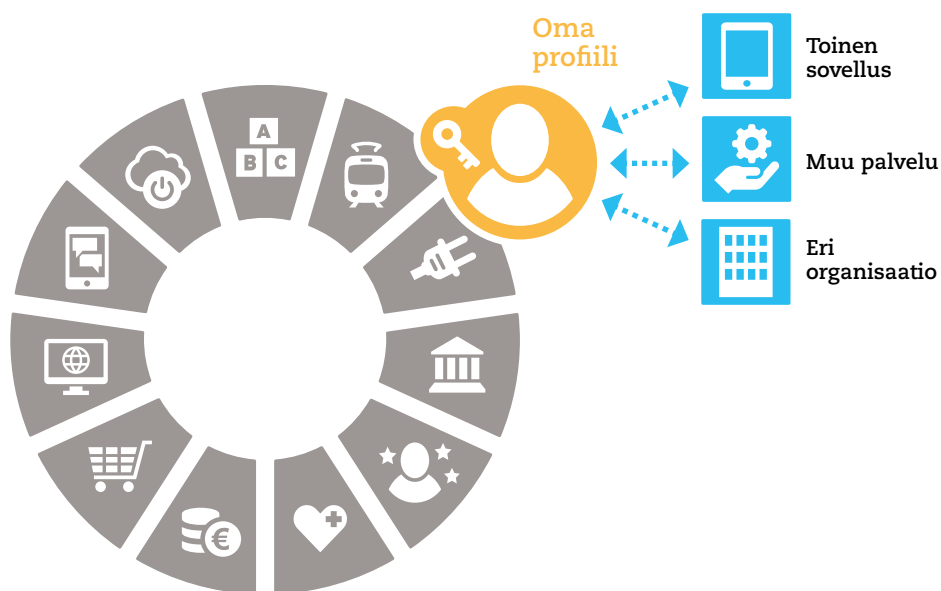 Oma
profiili
Toinen
sovellus
Muu palvelu
Eri
organisaatio
A
B C
€